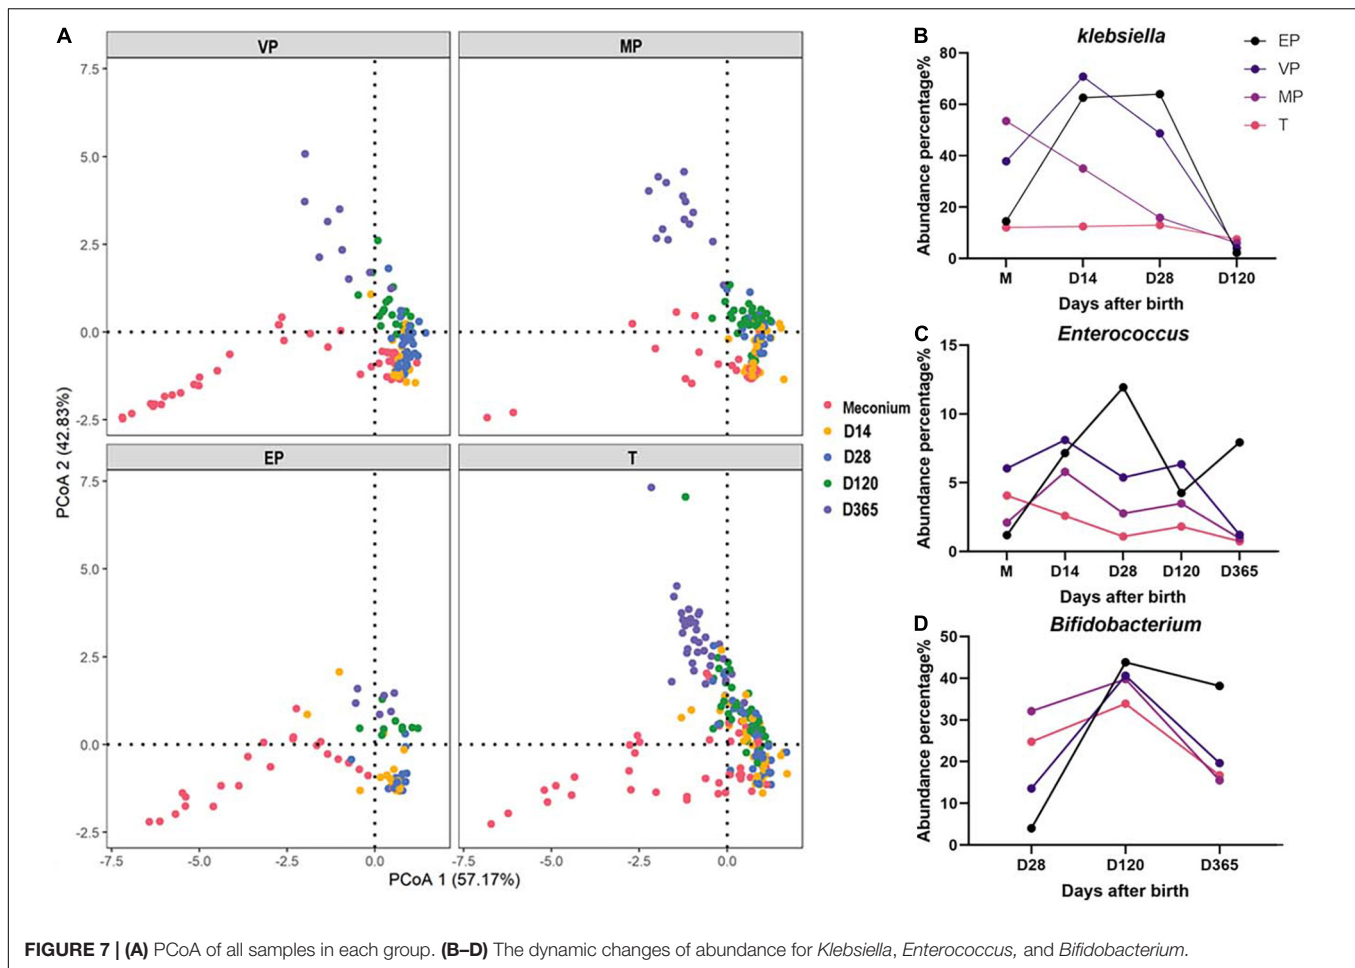 A
VP
MP
7.5
5.0
2.5
0.0
-2.5
EP
T
7.5
5.0
2.5
0.0
-2.5
-7.5 -5.0 -2.5 0.0
-7.5 -5.0 -2.5 0.0
PCoA 1 (57.17%)
PCoA 2 (42.83%)
Meconium
D14
D28
D120
D365
B
klebsiella
EP
VP
MP
T
Abundance percentage%
80
60
40
20
0
M D14 D28 D120
Days after birth
C
Enterococcus
Abundance percentage%
15
10
5
0
M D14 D28 D120 D365
Days after birth
D
Bifidobacterium
Abundance percentage%
50
40
30
20
10
0
D28 D120 D365
Days after birth
FIGURE 7 | (A) PCoA of all samples in each group. (B–D) The dynamic changes of abundance for Klebsiella, Enterococcus, and Bifidobacterium.